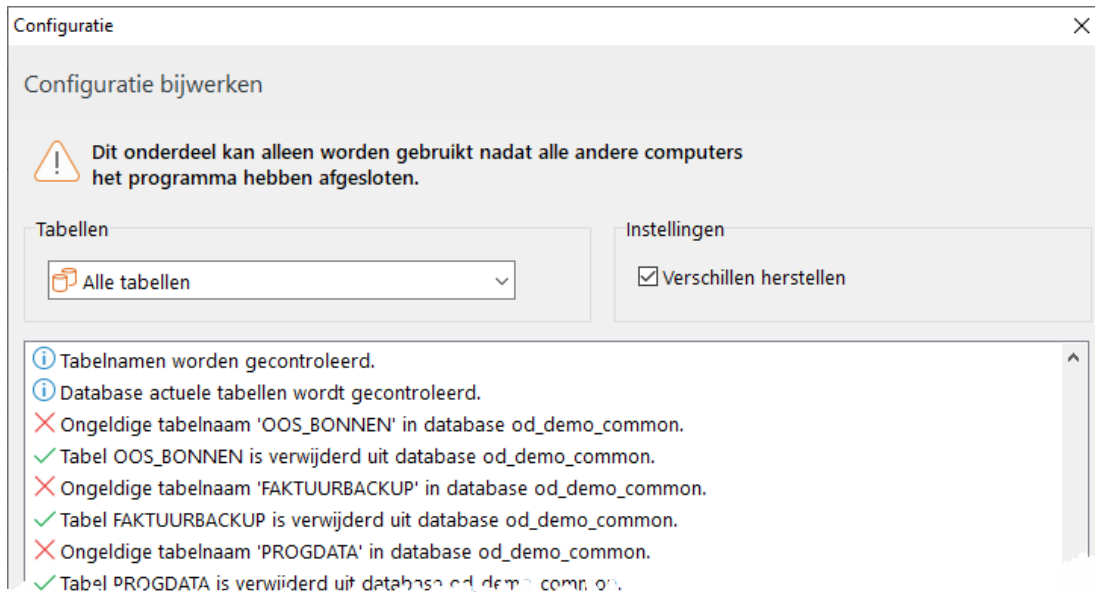 Configuratie
Configuratie bijwerken
Dit onderdeel kan alleen worden gebruikt nadat alle andere computers
het programma hebben afgesloten.
Tabellen
Instellingen
Alle tabellen
Verschillen herstellen
Tabelnamen worden gecontroleerd.
Database actuele tabellen wordt gecontroleerd.
Ongeldige tabelnaam 'OOS_BONNEN' in database od_demo_common.
Tabel OOS_BONNEN is verwijderd uit database od_demo_common.
Ongeldige tabelnaam 'FAKTUURBACKUP' in database od_demo_common.
Tabel FAKTUURBACKUP is verwijderd uit database od_demo_common.
Ongeldige tabelnaam 'PROGDATA' in database od_demo_common.
Tabel PROGDATA is verwijderd uit database od_demo_common.